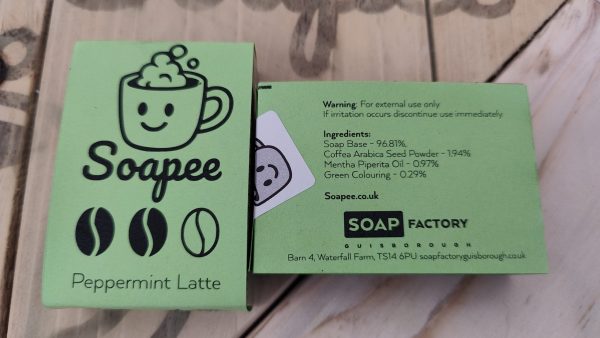 Soapee
Peppermint Latte
Warning: For external use only
If irritation occurs discontinue use immediately.
Ingredients:
Soap Base - 96.81%,
Coffea Arabica Seed Powder - 1.94%
Mentha Piperita Oil - 0.97%
Green Colouring - 0.29%
Soapee.co.uk
SOAP FACTORY
GUISBOROUGH
Barn 4, Waterfall Farm, TS14 6PU soapfactoryguisborough.co.uk